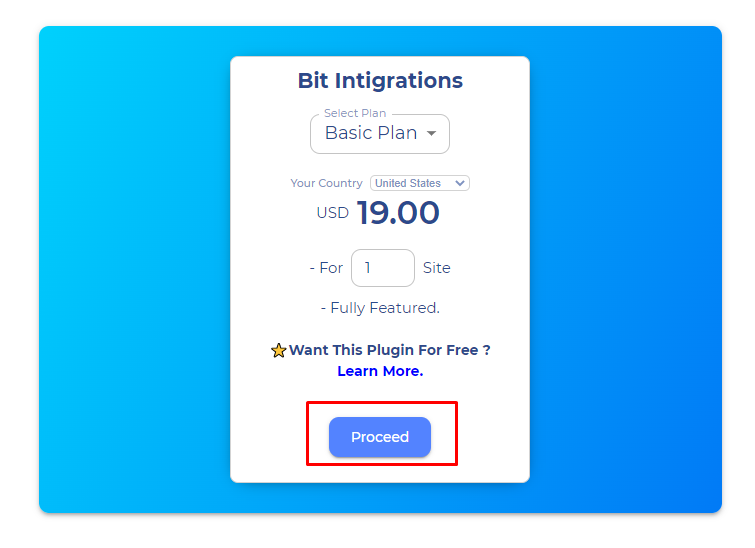 Bit Intigrations
Select Plan
Basic Plan
Your Country United States
USD 19.00
- For 1 Site
- Fully Featured.
Want This Plugin For Free ?
Learn More.
Proceed